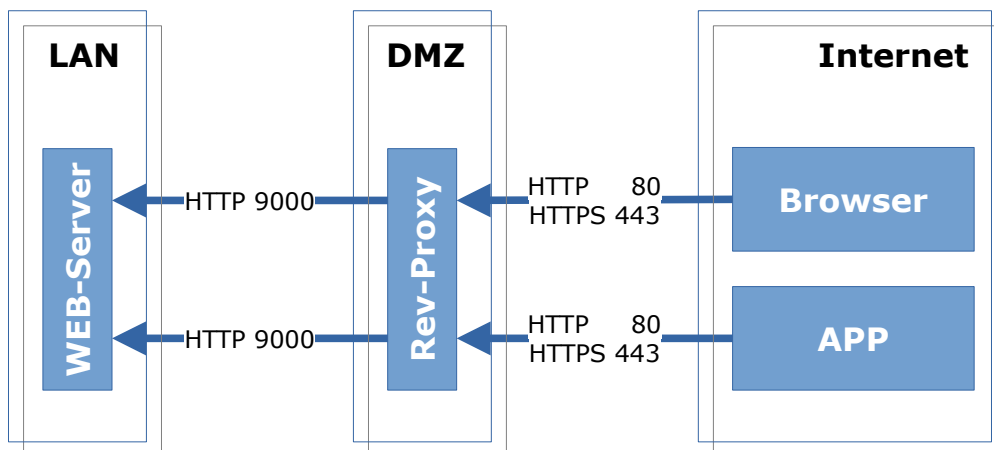 LAN
DMZ
Internet
WEB-Server
HTTP 9000
HTTP 9000
Rev-Proxy
HTTP 80
HTTPS 443
HTTP 80
HTTPS 443
Browser
APP